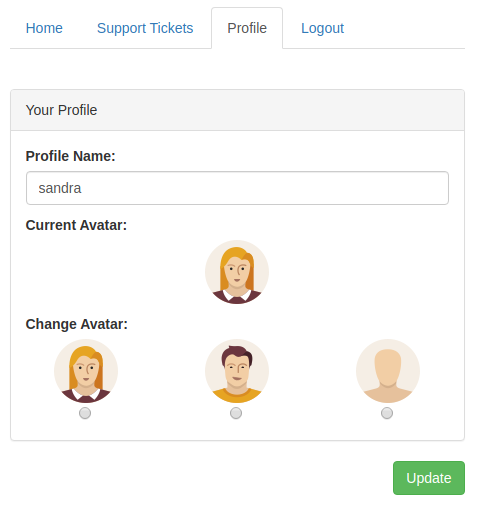 Home Support Tickets Profile Logout
Your Profile
Profile Name:
sandra
Current Avatar:
Change Avatar:
Update